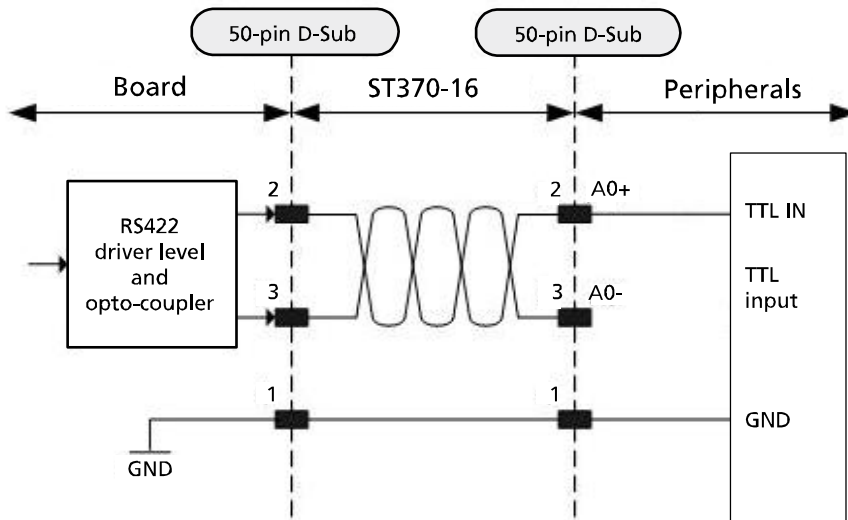 50-pin D-Sub
50-pin D-Sub
Board
ST370-16
Peripherals
RS422
driver level
and
opto-coupler
2
2
A0+
TTL IN
3
3
A0-
TTL
input
1
1
GND
GND